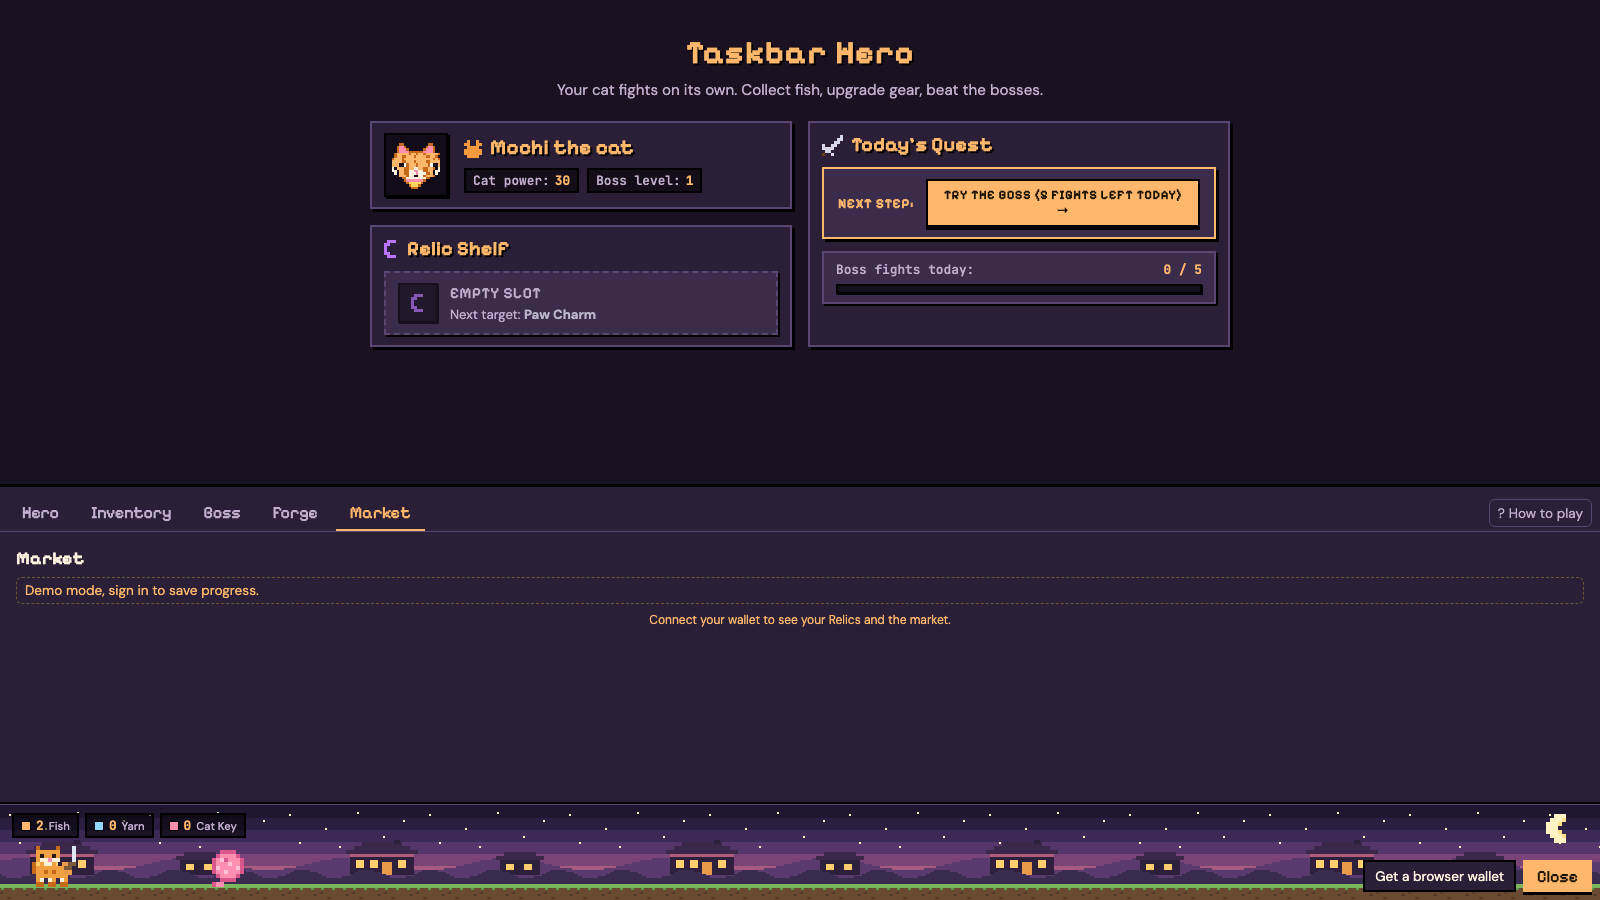 Taskbar Hero
Your cat fights on its own. Collect fish, upgrade gear, beat the bosses.
Mochi the cat
Cat power: 30
Boss level: 1
Relic Shelf
EMPTY SLOT
Next target: Paw Charm
Today's Quest
NEXT STEP:
TRY THE BOSS (5 FIGHTS LEFT TODAY)
→
Boss fights today:
0 / 5
Hero
Inventory
Boss
Forge
Market
? How to play
Market
Demo mode, sign in to save progress.
Connect your wallet to see your Relics and the market.
2 Fish
0 Yarn
0 Cat Key
Get a browser wallet
Close